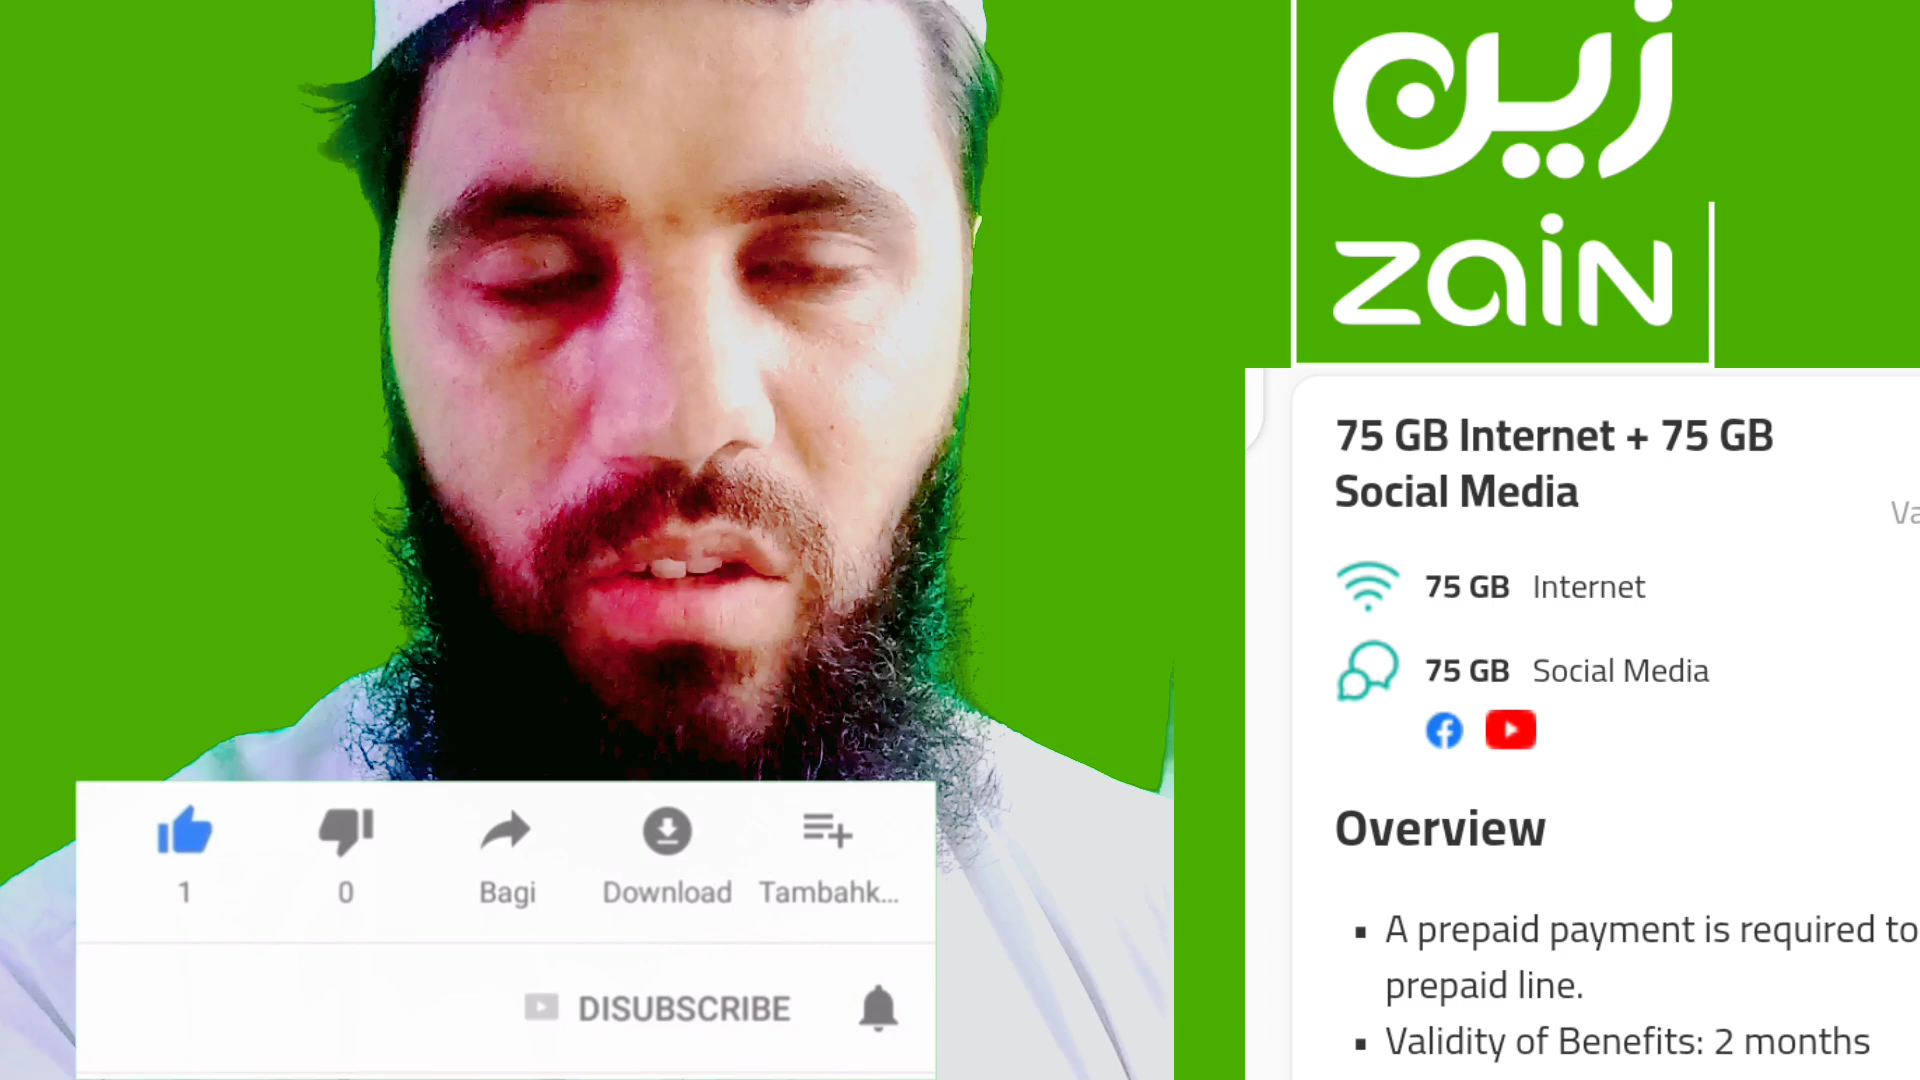 زين
zain
75 GB Internet + 75 GB
Social Media
Va
75 GB Internet
75 GB Social Media
Overview
▪ A prepaid payment is required to
prepaid line.
▪ Validity of Benefits: 2 months
1 0 Bagi Download Tambahk...
DISUBSCRIBE